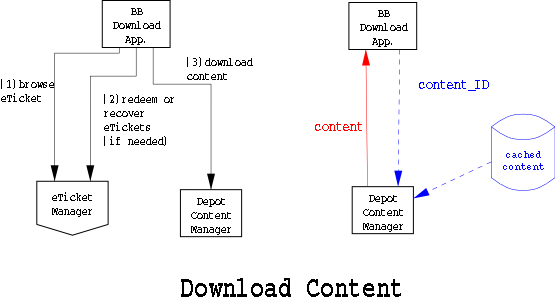 BB
Download
App.
|1)browse
eTicket
|2)redeem or
recover
eTickets
|if needed)
|3)download
content
eTicket
Manager
Depot
Content
Manager
BB
Download
App.
content
content_ID
cached
content
Depot
Content
Manager
Download Content